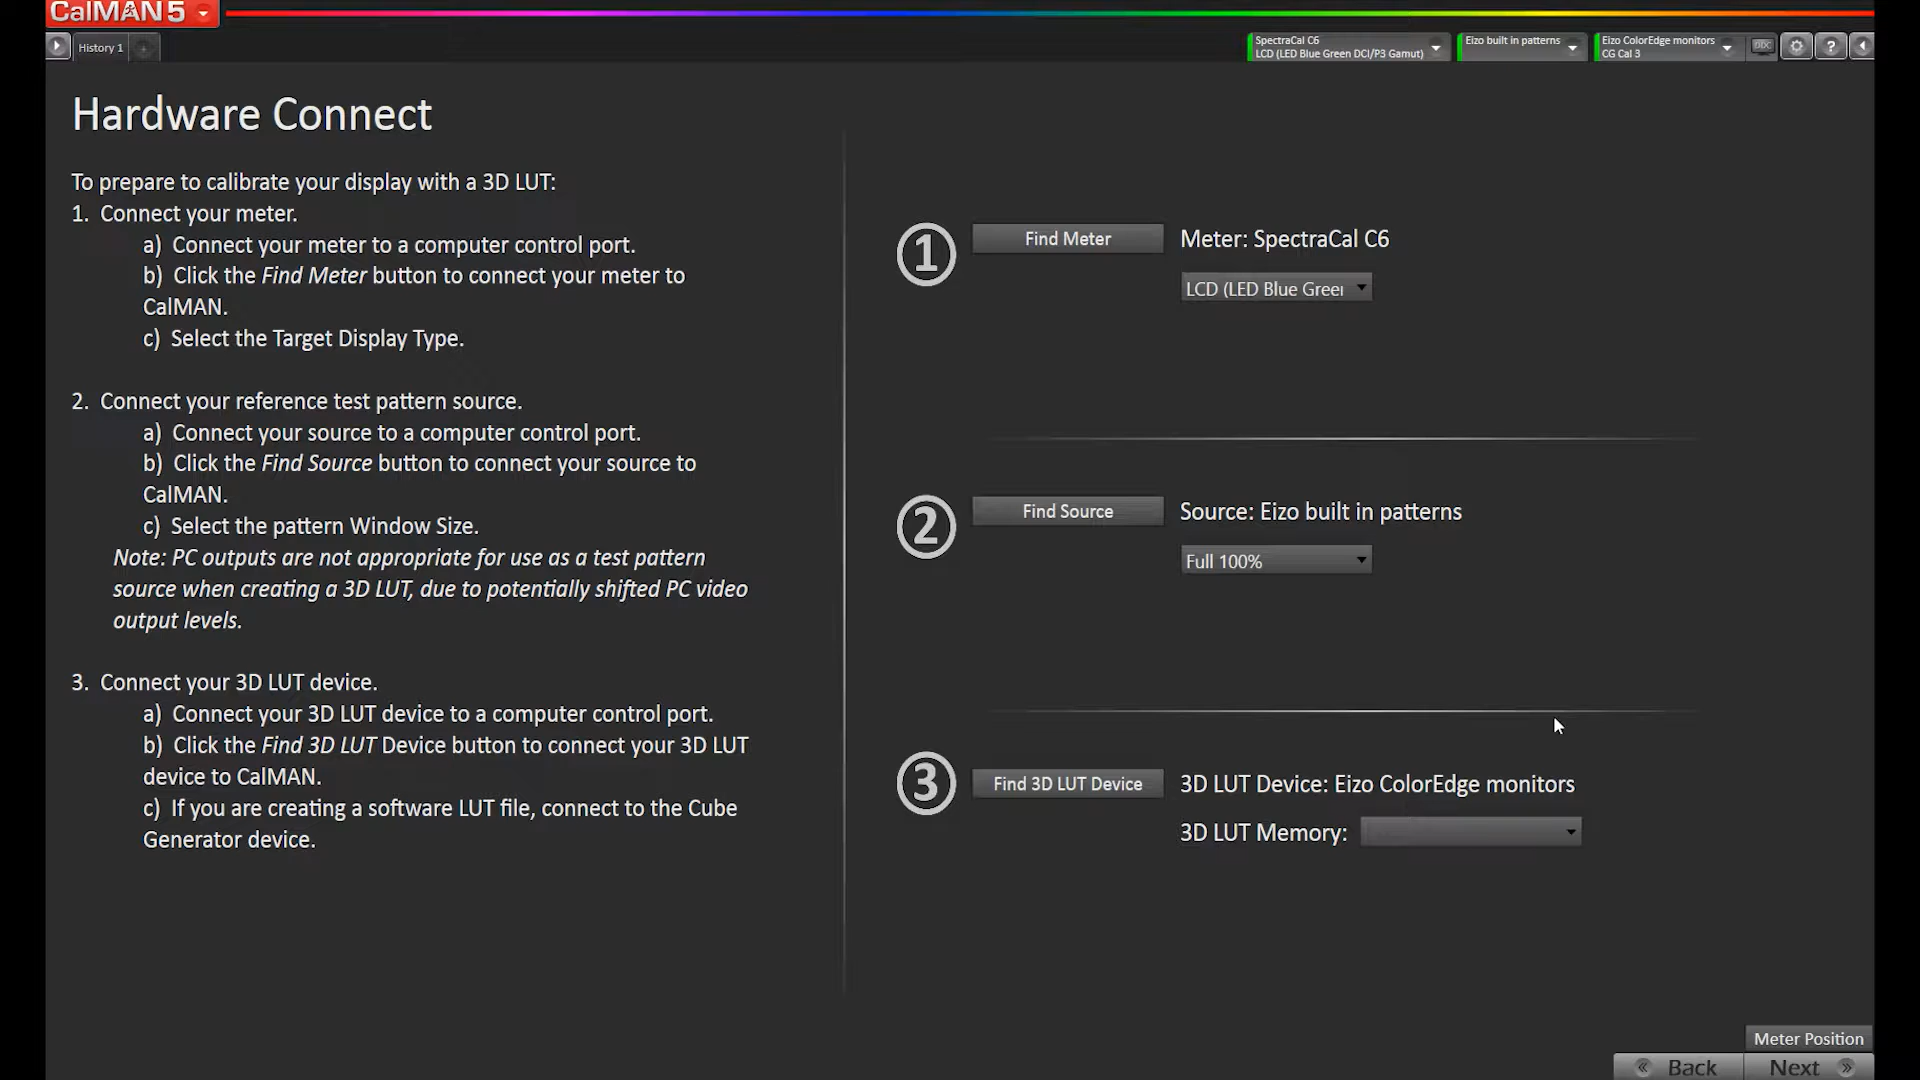 CalMAN 5
History 1
SpectraCal C6
LCD (LED Blue Green DCI/P3 Gamut)
Eizo built in patterns
Eizo ColorEdge monitors
CG Cal 3
DDC
?
Hardware Connect
To prepare to calibrate your display with a 3D LUT:
1. Connect your meter.
a) Connect your meter to a computer control port.
b) Click the Find Meter button to connect your meter to
CalMAN.
c) Select the Target Display Type.
2. Connect your reference test pattern source.
a) Connect your source to a computer control port.
b) Click the Find Source button to connect your source to
CalMAN.
c) Select the pattern Window Size.
Note: PC outputs are not appropriate for use as a test pattern
source when creating a 3D LUT, due to potentially shifted PC video
output levels.
3. Connect your 3D LUT device.
a) Connect your 3D LUT device to a computer control port.
b) Click the Find 3D LUT Device button to connect your 3D LUT
device to CalMAN.
c) If you are creating a software LUT file, connect to the Cube
Generator device.
1 Find Meter Meter: SpectraCal C6
LCD (LED Blue Green
2 Find Source Source: Eizo built in patterns
Full 100%
3 Find 3D LUT Device 3D LUT Device: Eizo ColorEdge monitors
3D LUT Memory:
Meter Position
Back Next